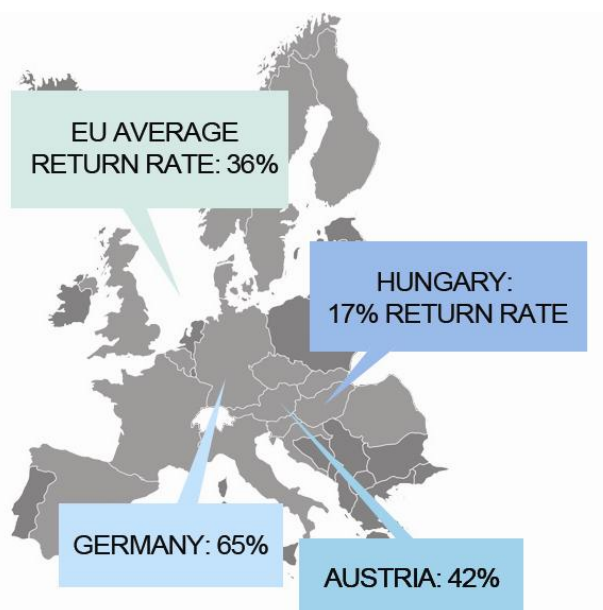 EU AVERAGE
RETURN RATE: 36%
HUNGARY:
17% RETURN RATE
GERMANY: 65%
AUSTRIA: 42%